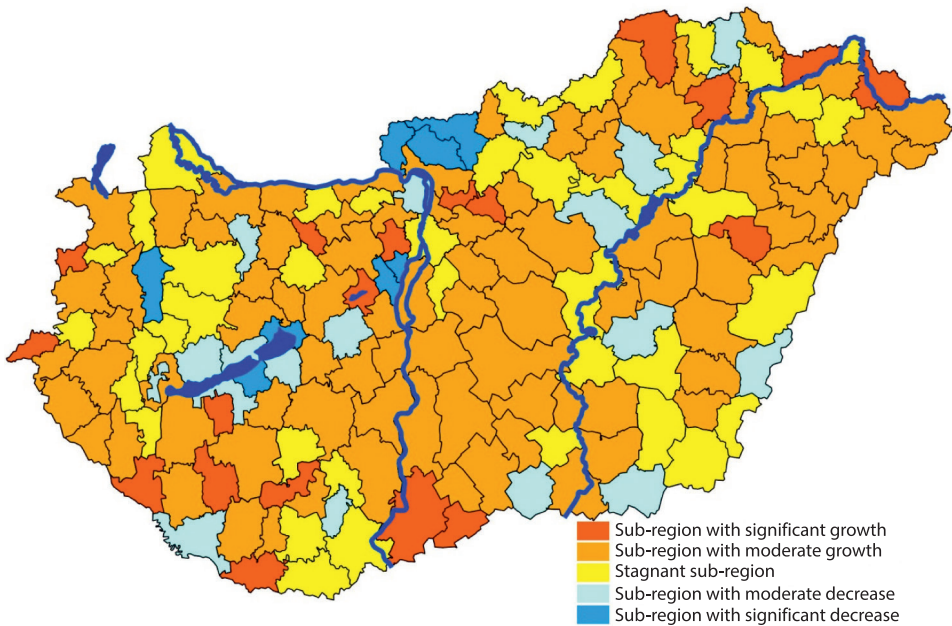 Sub-region with significant growth
Sub-region with moderate growth
Stagnant sub-region
Sub-region with moderate decrease
Sub-region with significant decrease